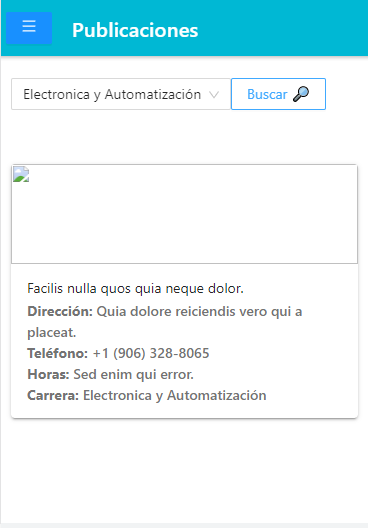 Publicaciones
Electronica y Automatización
Buscar 🔎
Facilis nulla quos quia neque dolor.
Dirección: Quia dolore reiciendis vero qui a
placeat.
Teléfono: +1 (906) 328-8065
Horas: Sed enim qui error.
Carrera: Electronica y Automatización